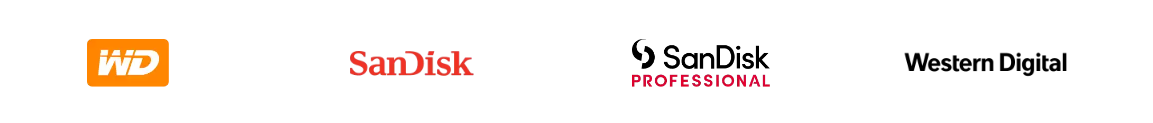 WD
SanDisk
SanDisk
PROFESSIONAL
Western Digital